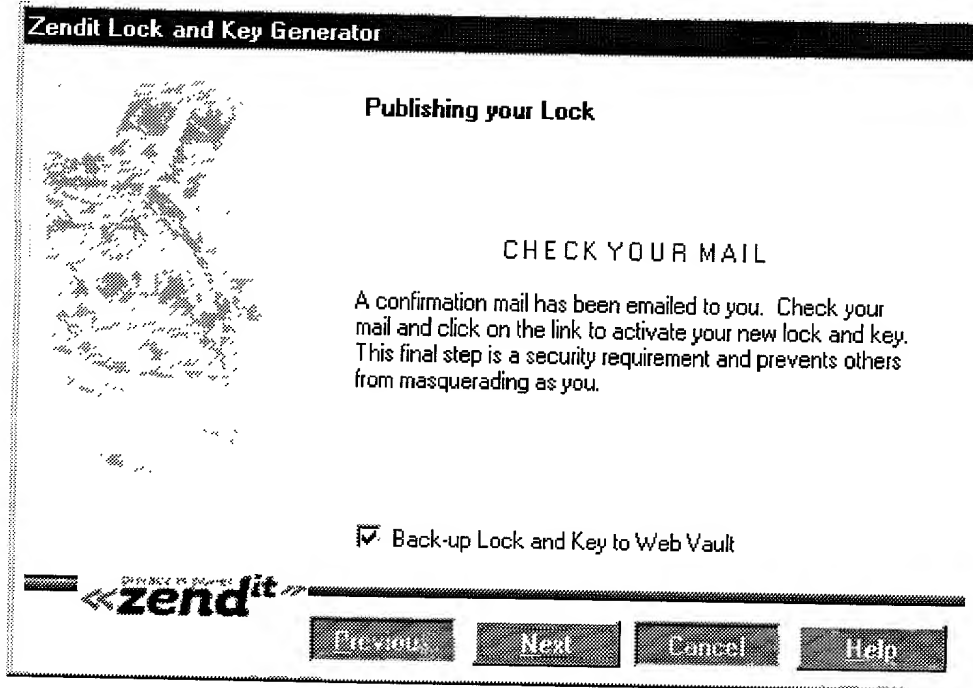 Zendit Lock and Key Generator
Publishing your Lock
CHECK YOUR MAIL
A confirmation mail has been emailed to you. Check your
mail and click on the link to activate your new lock and key.
This final step is a security requirement and prevents others
from masquerading as you.
Back-up Lock and Key to Web Vault
«zendit»
Previous Next Cancel Help